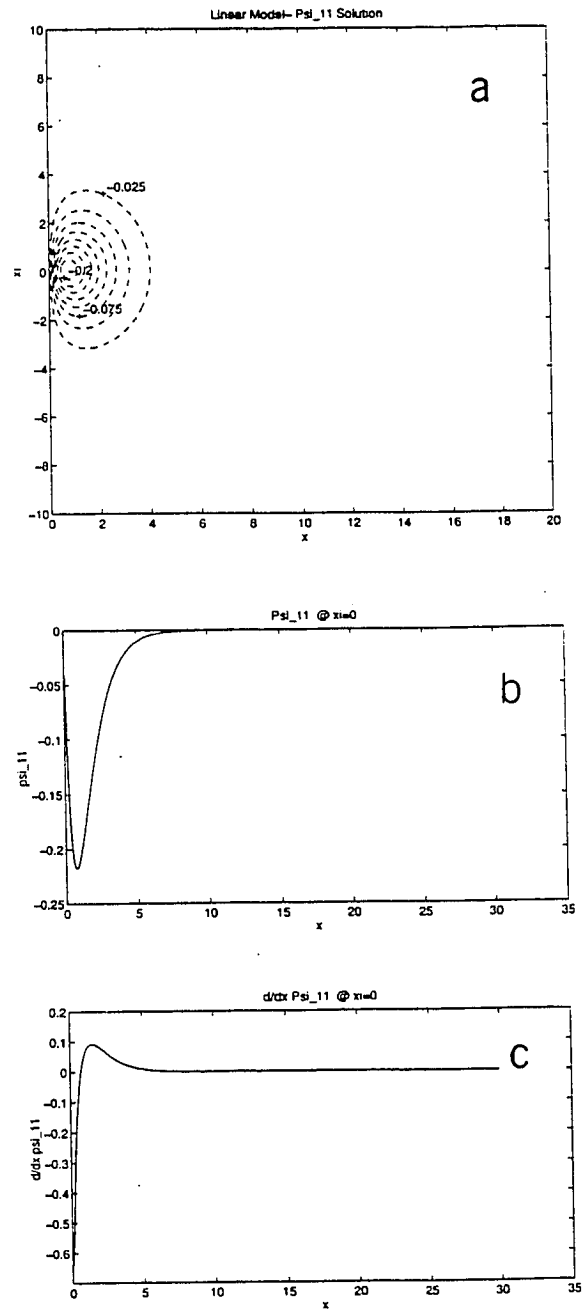 Linear Model- Psi_11 Solution
10
a
8
6
4
-0.025
2
xi
0
-0.2
-0.075
-2
-4
-6
-8
-10
0 2 4 6 8 10 12 14 16 18 20
x
Psi_11 @ xi=0
0
b
-0.05
-0.1
psi_11
-0.15
-0.2
-0.25
0 5 10 15 20 25 30 35
x
d/dx Psi_11 @ xi=0
0.2
c
0.1
0
-0.1
-0.2
d/dx psi_11
-0.3
-0.4
-0.5
-0.6
0 5 10 15 20 25 30 35
x